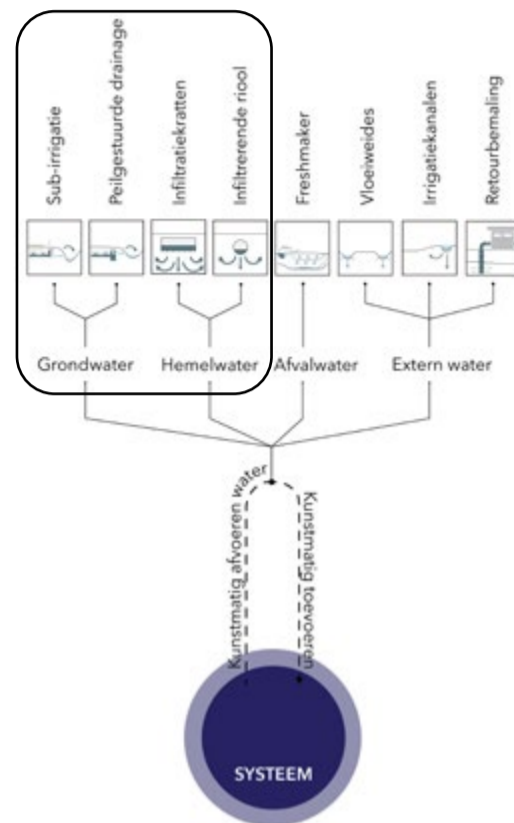 Sub-irrigatie
Peilgestuurde drainage
Infiltratiekratten
Infiltrerende riool
Freshmaker
Vloeiweides
Irrigatiekanalen
Retourbemaling
Grondwater
Hemelwater
Afvalwater
Extern water
Kunstmatig afvoeren water
Kunstmatig toevoeren
SYSTEEM